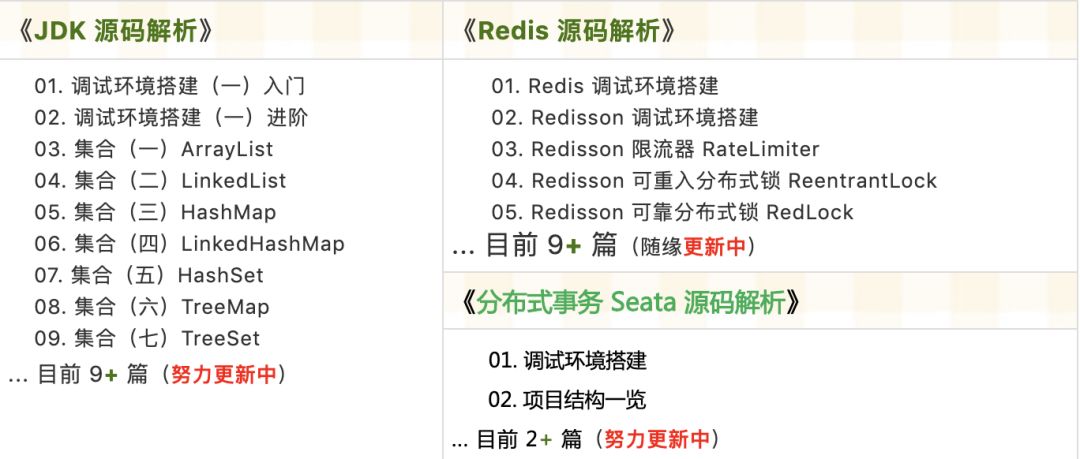 《JDK 源码解析》
01. 调试环境搭建（一）入门
02. 调试环境搭建（一）进阶
03. 集合（一）ArrayList
04. 集合（二）LinkedList
05. 集合（三）HashMap
06. 集合（四）LinkedHashMap
07. 集合（五）HashSet
08. 集合（六）TreeMap
09. 集合（七）TreeSet
... 目前 9+ 篇（努力更新中）
《Redis 源码解析》
01. Redis 调试环境搭建
02. Redisson 调试环境搭建
03. Redisson 限流器 RateLimiter
04. Redisson 可重入分布式锁 ReentrantLock
05. Redisson 可靠分布式锁 RedLock
... 目前 9+ 篇（随缘更新中）
《分布式事务 Seata 源码解析》
01. 调试环境搭建
02. 项目结构一览
... 目前 2+ 篇（努力更新中）